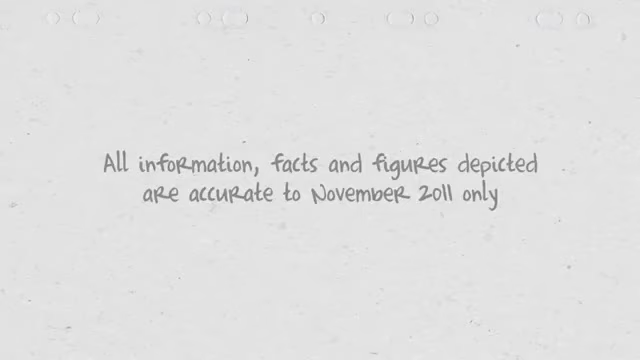 All information, facts and figures depicted
are accurate to November 2011 only